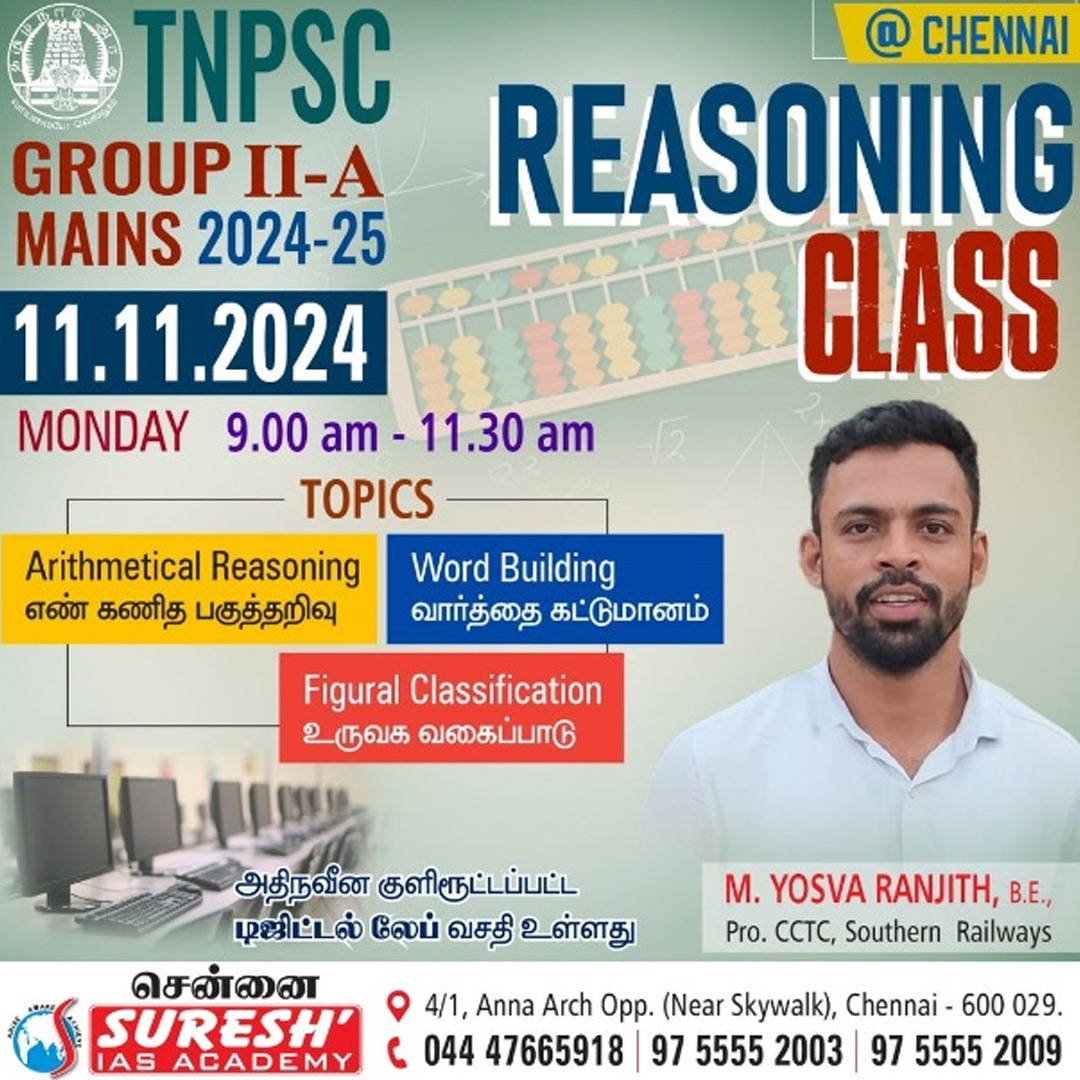 TNPSC
GROUP II-A
MAINS 2024-25
11.11.2024
MONDAY 9.00 am - 11.30 am
@ CHENNAI
REASONING
CLASS
TOPICS
Arithmetical Reasoning
எண் கணித பகுத்தறிவு
Word Building
வார்த்தை கட்டுமானம்
Figural Classification
உருவக வகைப்பாடு
அதிநவீன குளிரூட்டப்பட்ட
டிஜிட்டல் லேப் வசதி உள்ளது
M. YOSVA RANJITH, B.E.,
Pro. CCTC, Southern Railways
சென்னை
SURESH'
IAS ACADEMY
4/1, Anna Arch Opp. (Near Skywalk), Chennai - 600 029.
044 47665918 | 97 5555 2003 | 97 5555 2009